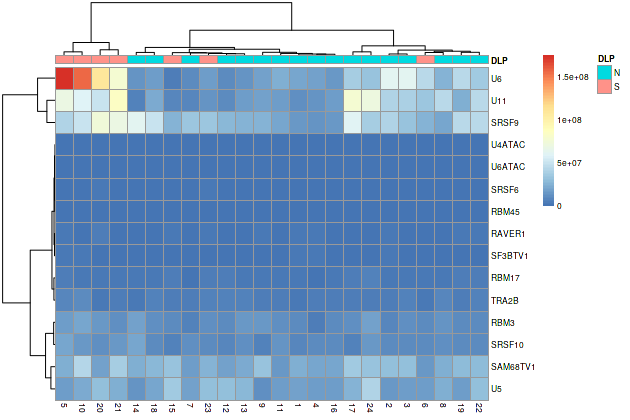 DLP
U6
U11
SRSF9
U4ATAC
U6ATAC
SRSF6
RBM45
RAVER1
SF3BTV1
RBM17
TRA2B
RBM3
SRSF10
SAM68TV1
U5
5 10 20 21 14 18 15 7 23 12 13 9 11 1 4 16 17 24 2 3 6 8 19 22
1.5e+08
1e+08
5e+07
0
DLP
N
S